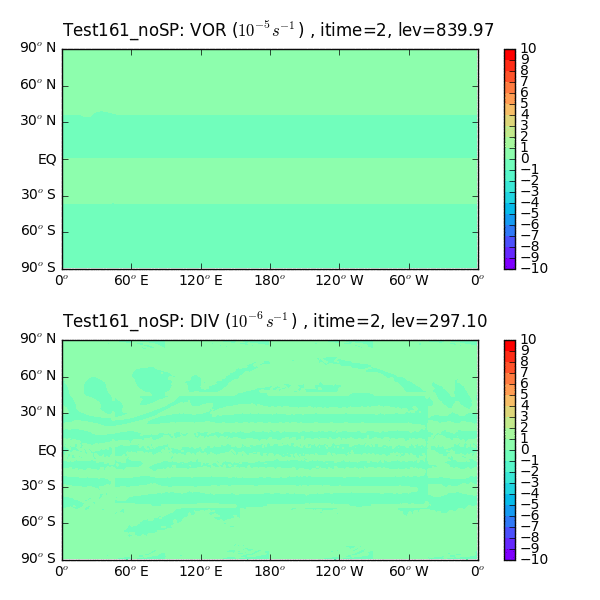 Test161_noSP: VOR (10⁻⁵s⁻¹) , itime=2, lev=839.97
90° N
60° N
30° N
EQ
30° S
60° S
90° S
0° 60° E 120° E 180° 120° W 60° W 0°
10
9
8
7
6
5
4
3
2
1
0
−1
−2
−3
−4
−5
−6
−7
−8
−9
−10
Test161_noSP: DIV (10⁻⁶s⁻¹) , itime=2, lev=297.10
90° N
60° N
30° N
EQ
30° S
60° S
90° S
0° 60° E 120° E 180° 120° W 60° W 0°
10
9
8
7
6
5
4
3
2
1
0
−1
−2
−3
−4
−5
−6
−7
−8
−9
−10